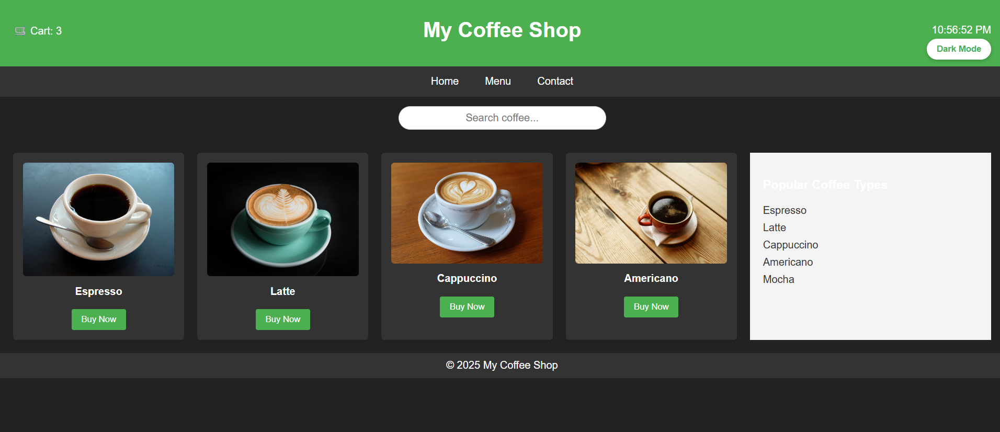 Cart: 3
My Coffee Shop
10:56:52 PM
Dark Mode
Home Menu Contact
Search coffee...
Espresso
Buy Now
Latte
Buy Now
Cappuccino
Buy Now
Americano
Buy Now
Popular Coffee Types
Espresso
Latte
Cappuccino
Americano
Mocha
© 2025 My Coffee Shop